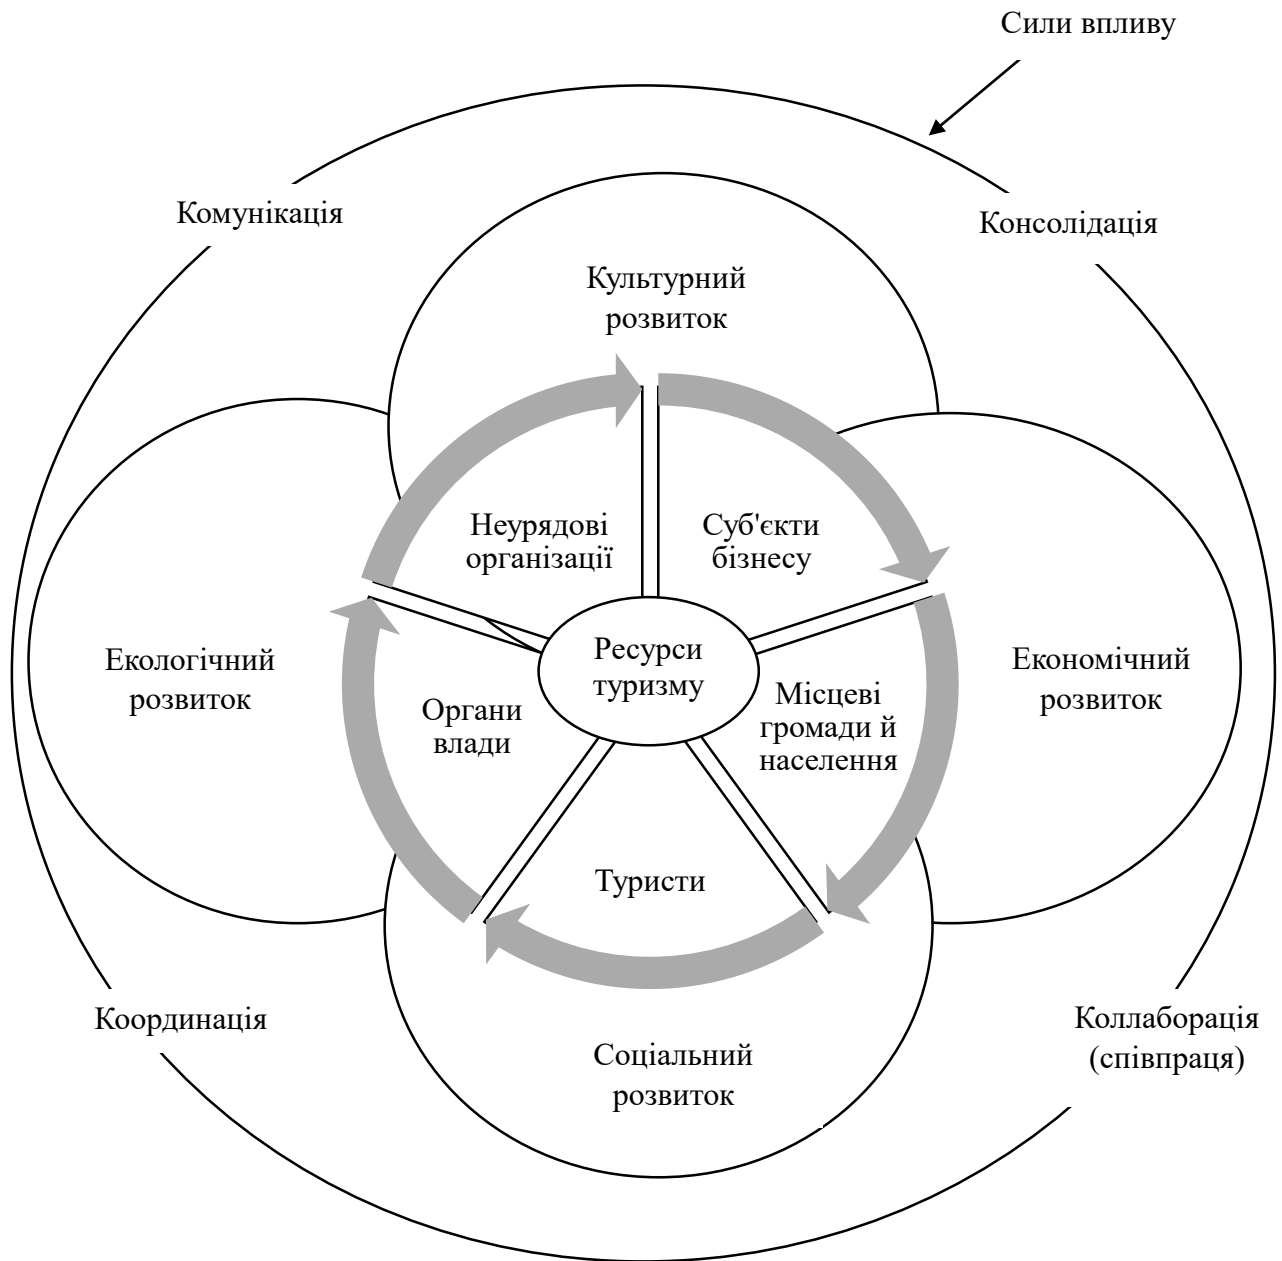 Сили впливу
Комунікація
Консолідація
Культурний
розвиток
Неурядові
організації
Суб'єкти
бізнесу
Екологічний
розвиток
Ресурси
туризму
Економічний
розвиток
Органи
влади
Місцеві
громади й
населення
Туристи
Координація
Коллаборація
(співпраця)
Соціальний
розвиток